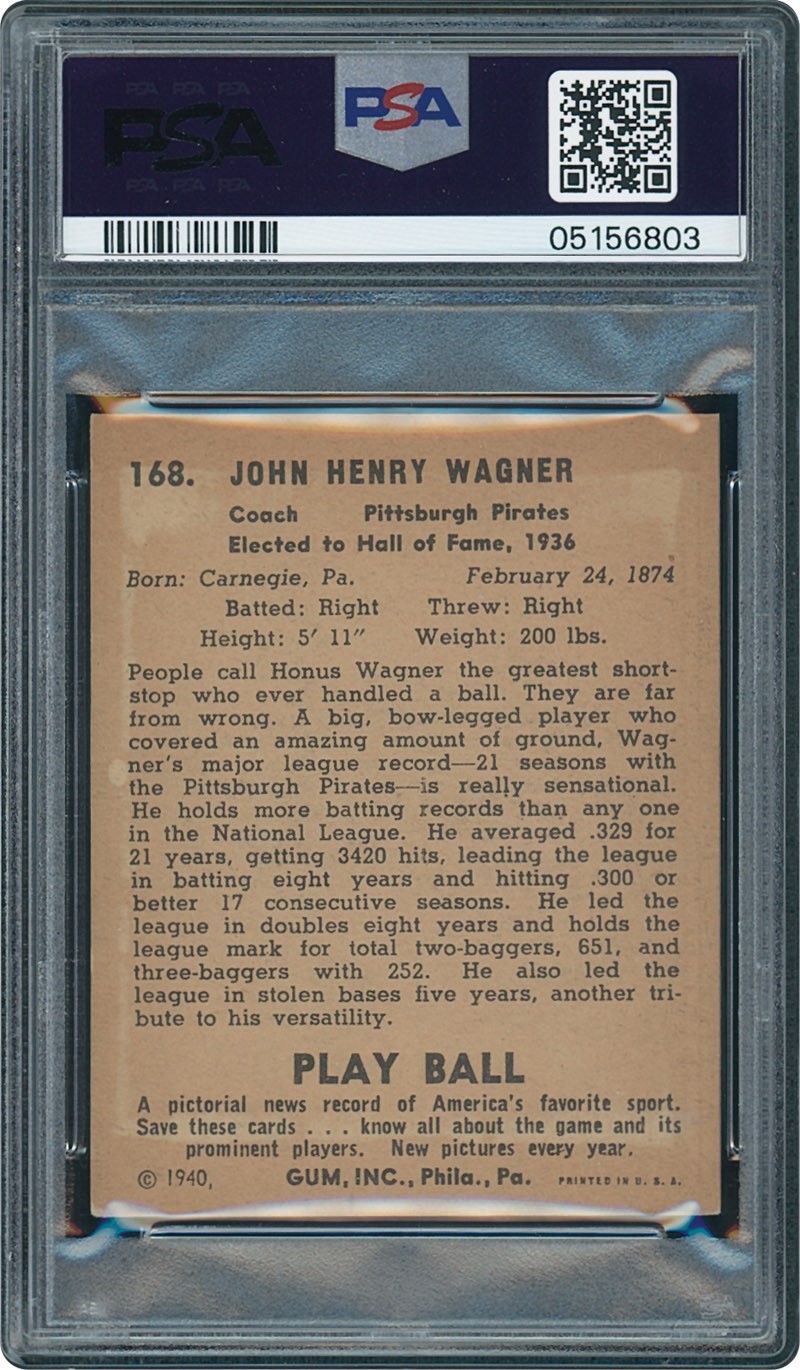 PSA PSA PSA
PSA
PSA PSA PSA
PSA
05156803
168. JOHN HENRY WAGNER
Coach Pittsburgh Pirates
Elected to Hall of Fame, 1936
Born: Carnegie, Pa. February 24, 1874
Batted: Right Threw: Right
Height: 5′ 11″ Weight: 200 lbs.
People call Honus Wagner the greatest short-
stop who ever handled a ball. They are far
from wrong. A big, bow-legged player who
covered an amazing amount of ground, Wag-
ner's major league record—21 seasons with
the Pittsburgh Pirates—is really sensational.
He holds more batting records than any one
in the National League. He averaged .329 for
21 years, getting 3420 hits, leading the league
in batting eight years and hitting .300 or
better 17 consecutive seasons. He led the
league in doubles eight years and holds the
league mark for total two-baggers, 651, and
three-baggers with 252. He also led the
league in stolen bases five years, another tri-
bute to his versatility.
PLAY BALL
A pictorial news record of America's favorite sport.
Save these cards . . . know all about the game and its
prominent players. New pictures every year.
© 1940, GUM, INC., Phila., Pa. PRINTED IN U. S. A.